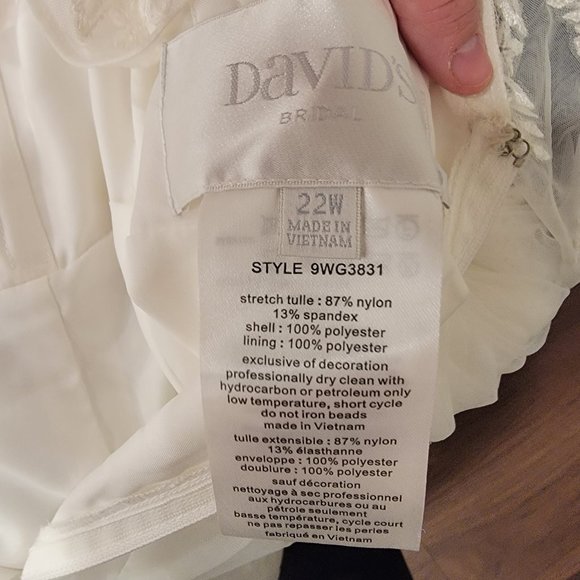 DaVID'S
BRIDAL
22W
MADE IN
VIETNAM
STYLE 9WG3831
stretch tulle : 87% nylon
13% spandex
shell : 100% polyester
lining : 100% polyester
exclusive of decoration
professionally dry clean with
hydrocarbon or petroleum only
low temperature, short cycle
do not iron beads
made in Vietnam
tulle extensible : 87% nylon
13% élasthanne
enveloppe : 100% polyester
doublure : 100% polyester
sauf décoration
nettoyage à sec professionnel
aux hydrocarbures ou au
pétrole seulement
basse température, cycle court
ne pas repasser les perles
fabriqué en Vietnam